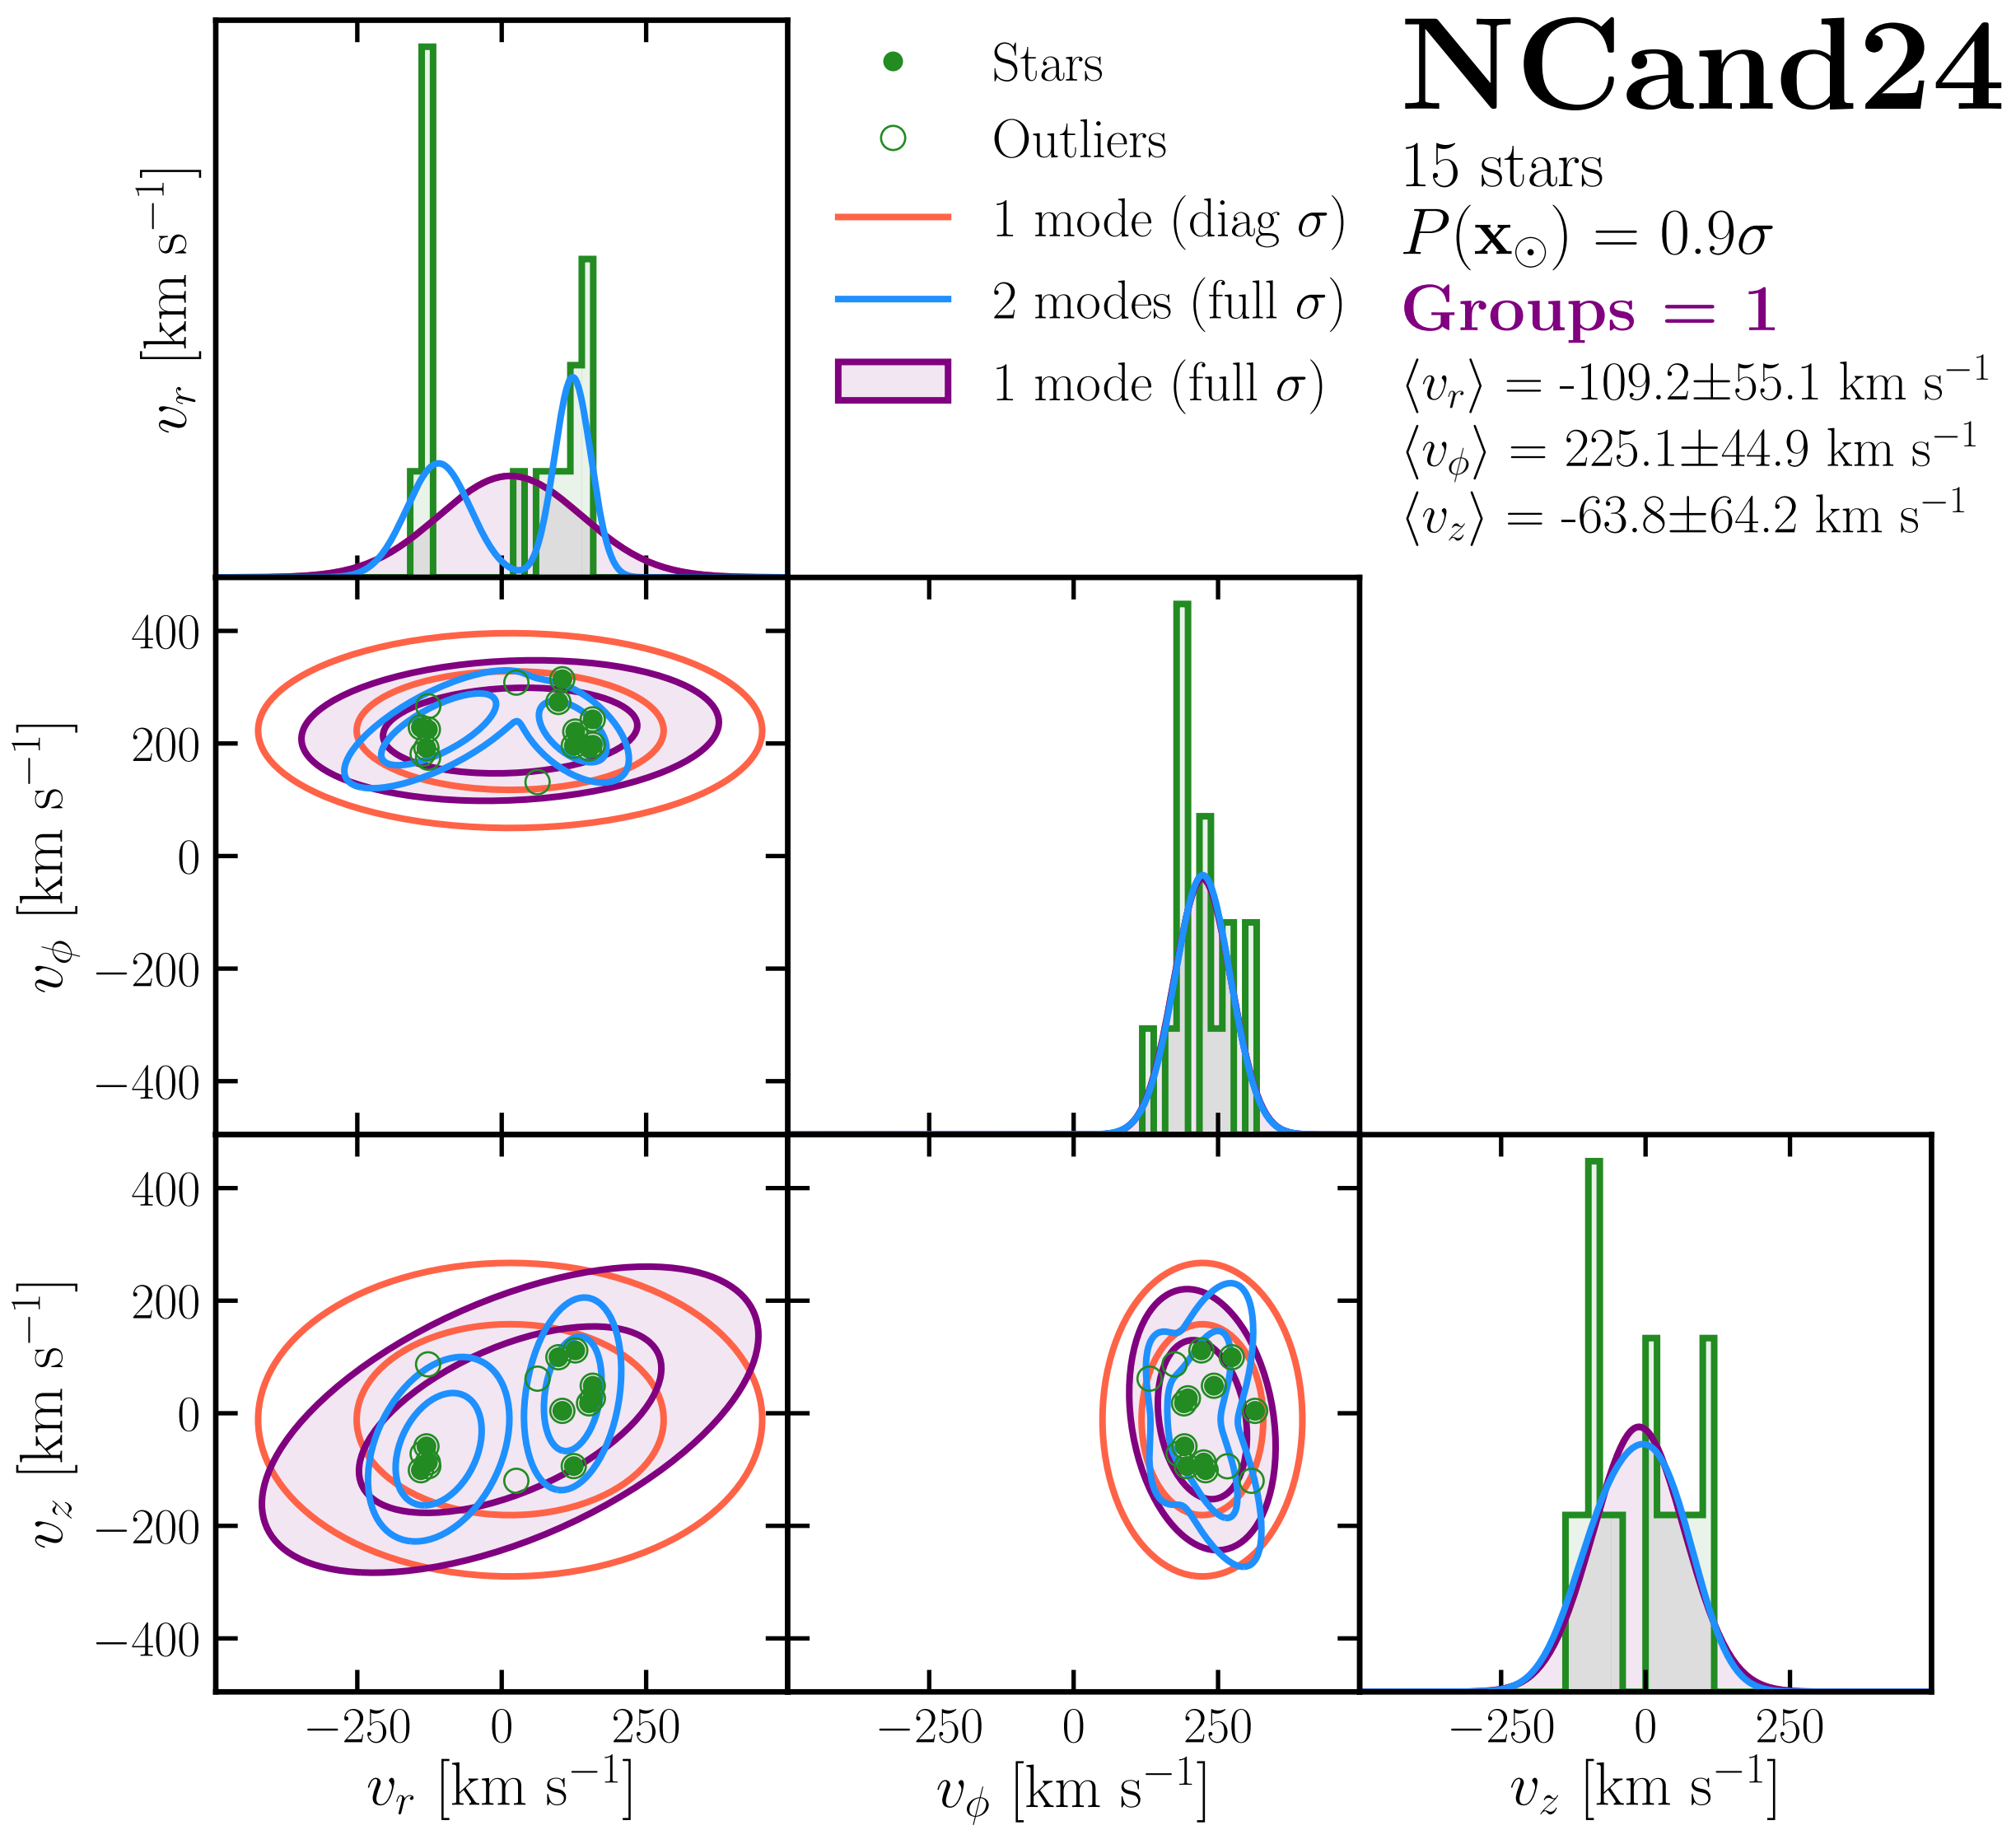 NCand24
15 stars
P(x⊙) = 0.9σ
Groups = 1
⟨v_r⟩ = -109.2±55.1 km s⁻¹
⟨v_ϕ⟩ = 225.1±44.9 km s⁻¹
⟨v_z⟩ = -63.8±64.2 km s⁻¹
Stars
Outliers
1 mode (diag σ)
2 modes (full σ)
1 mode (full σ)
v_r [km s⁻¹]
v_ϕ [km s⁻¹]
400
200
0
−200
−400
v_z [km s⁻¹]
400
200
0
−200
−400
−250 0 250
−250 0 250
−250 0 250
v_r [km s⁻¹]
v_ϕ [km s⁻¹]
v_z [km s⁻¹]